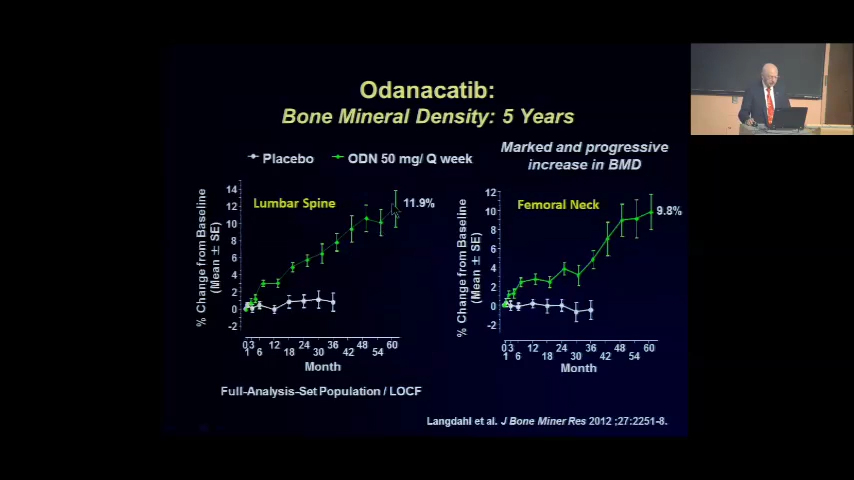 Odanacatib:
Bone Mineral Density: 5 Years
Placebo
ODN 50 mg/ Q week
Marked and progressive
increase in BMD
% Change from Baseline
(Mean ± SE)
14
12
10
8
6
4
2
0
-2
Lumbar Spine
11.9%
0 3 12 24 36 48 60
1 6 18 30 42 54
Month
% Change from Baseline
(Mean ± SE)
12
10
8
6
4
2
0
-2
Femoral Neck
9.8%
0 3 12 24 36 48 60
1 6 18 30 42 54
Month
Full-Analysis-Set Population / LOCF
Langdahl et al. J Bone Miner Res 2012 ;27:2251-8.